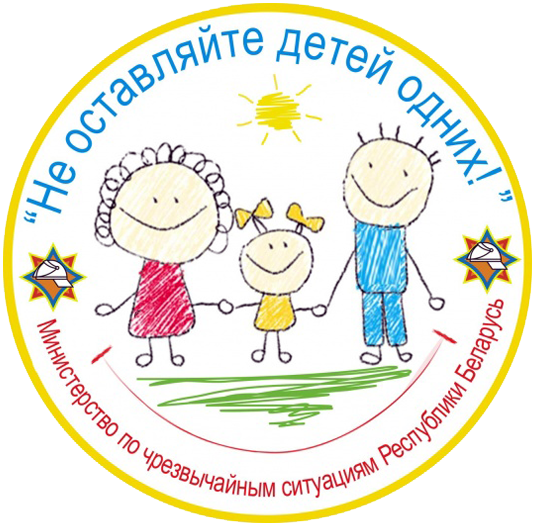 “Не оставляйте детей одних! ”
Министерство по чрезвычайным ситуациям Республики Беларусь